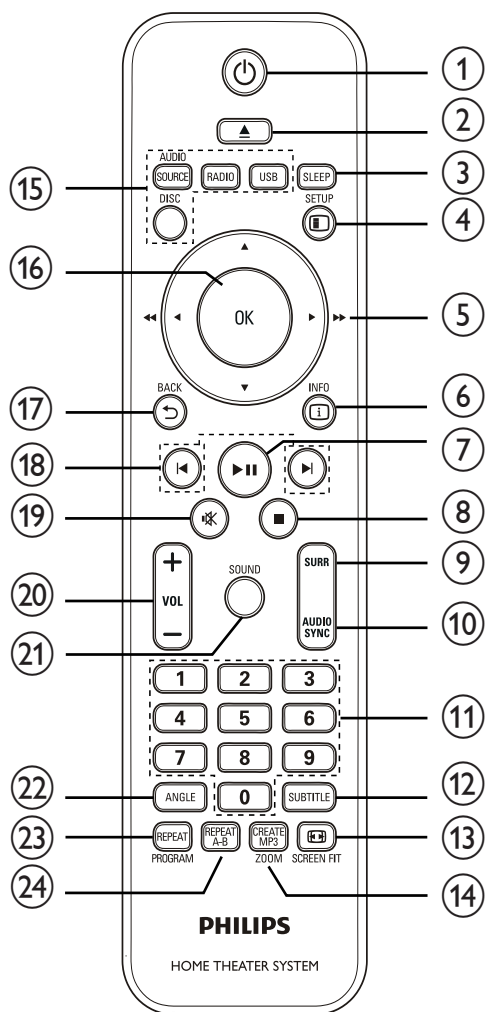 1
2
AUDIO
15
SOURCE RADIO USB SLEEP
3
DISC
SETUP
4
16
OK
5
BACK
INFO
17
6
7
18
19
8
SURR
9
SOUND
20
VOL
AUDIO
SYNC
10
21
1 2 3
4 5 6
11
7 8 9
22
ANGLE
0
SUBTITLE
12
23
REPEAT
REPEAT
A-B
CREATE
MP3
13
PROGRAM
ZOOM
SCREEN FIT
24
14
PHILIPS
HOME THEATER SYSTEM